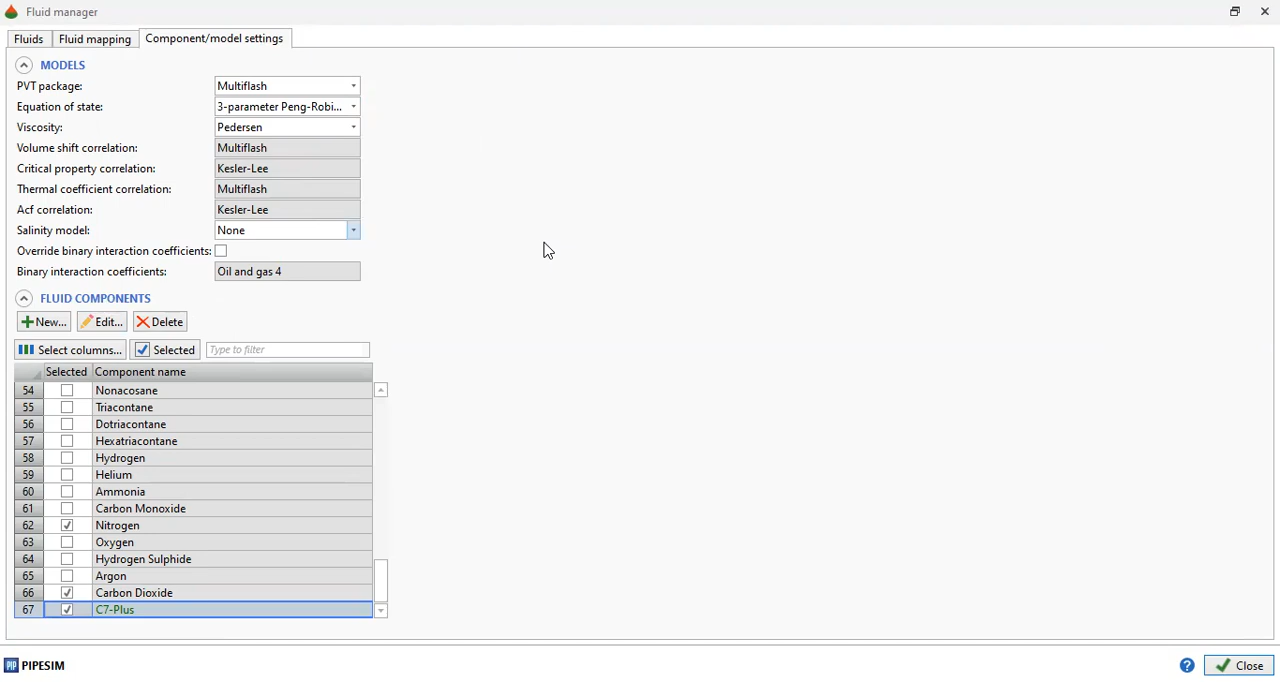 Fluid manager
Fluids Fluid mapping Component/model settings
MODELS
PVT package: Multiflash
Equation of state: 3-parameter Peng-Robi...
Viscosity: Pedersen
Volume shift correlation: Multiflash
Critical property correlation: Kesler-Lee
Thermal coefficient correlation: Multiflash
Acf correlation: Kesler-Lee
Salinity model: None
Override binary interaction coefficients:
Binary interaction coefficients: Oil and gas 4
FLUID COMPONENTS
New... Edit... Delete
Select columns... Selected Type to filter
Selected Component name
54 Nonacosane
55 Triacontane
56 Dotriacontane
57 Hexatriacontane
58 Hydrogen
59 Helium
60 Ammonia
61 Carbon Monoxide
62 Nitrogen
63 Oxygen
64 Hydrogen Sulphide
65 Argon
66 Carbon Dioxide
67 C7-Plus
PIP PIPESIM ? Close